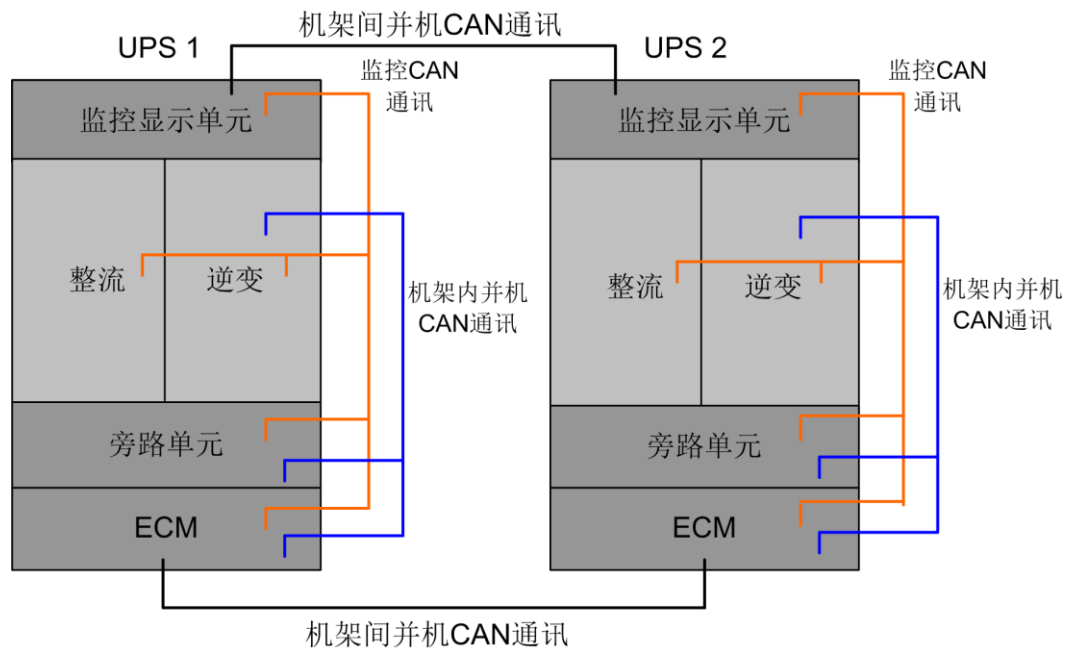 机架间并机CAN通讯
UPS 1
UPS 2
监控CAN
通讯
监控CAN
通讯
监控显示单元
监控显示单元
整流
逆变
整流
逆变
机架内并机
CAN通讯
机架内并机
CAN通讯
旁路单元
旁路单元
ECM
ECM
机架间并机CAN通讯